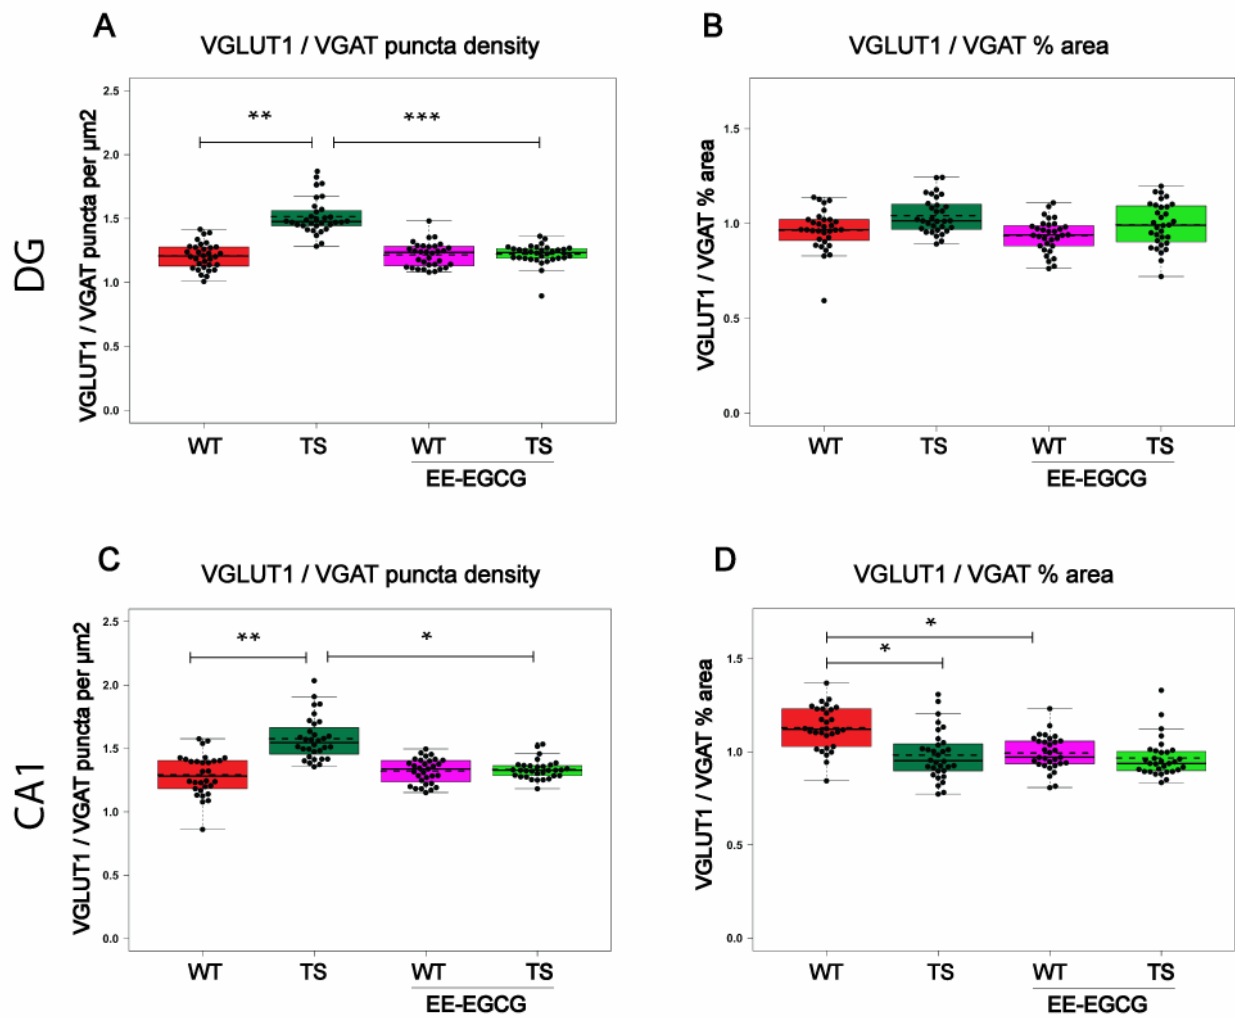 A
VGLUT1 / VGAT puncta density
VGLUT1 / VGAT puncta per µm2
2.5
2.0
1.5
1.0
0.5
0.0
**
***
WT
TS
WT
TS
EE-EGCG
B
VGLUT1 / VGAT % area
VGLUT1 / VGAT % area
1.5
1.0
0.5
0.0
WT
TS
WT
TS
EE-EGCG
DG
C
VGLUT1 / VGAT puncta density
VGLUT1 / VGAT puncta per µm2
2.5
2.0
1.5
1.0
0.5
0.0
**
*
WT
TS
WT
TS
EE-EGCG
D
VGLUT1 / VGAT % area
VGLUT1 / VGAT % area
1.5
1.0
0.5
0.0
*
*
WT
TS
WT
TS
EE-EGCG
CA1